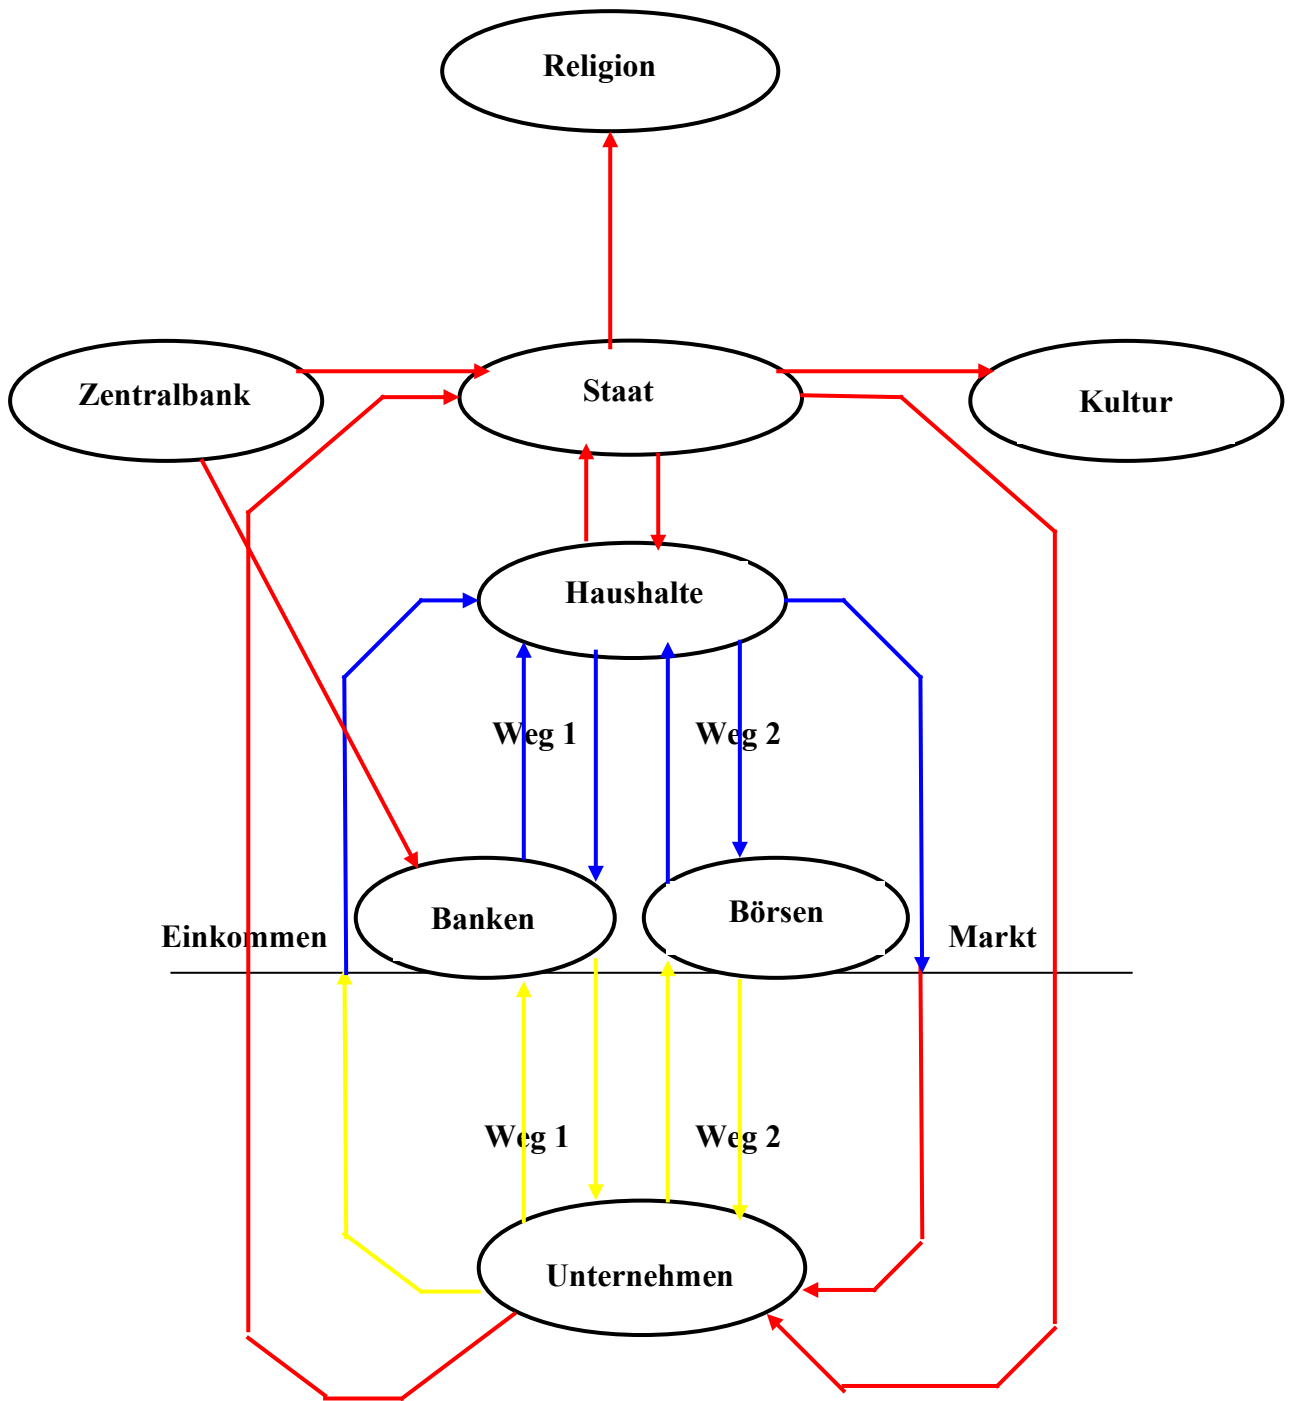 Religion
Zentralbank
Staat
Kultur
Haushalte
Weg 1
Weg 2
Banken
Börsen
Einkommen
Markt
Weg 1
Weg 2
Unternehmen